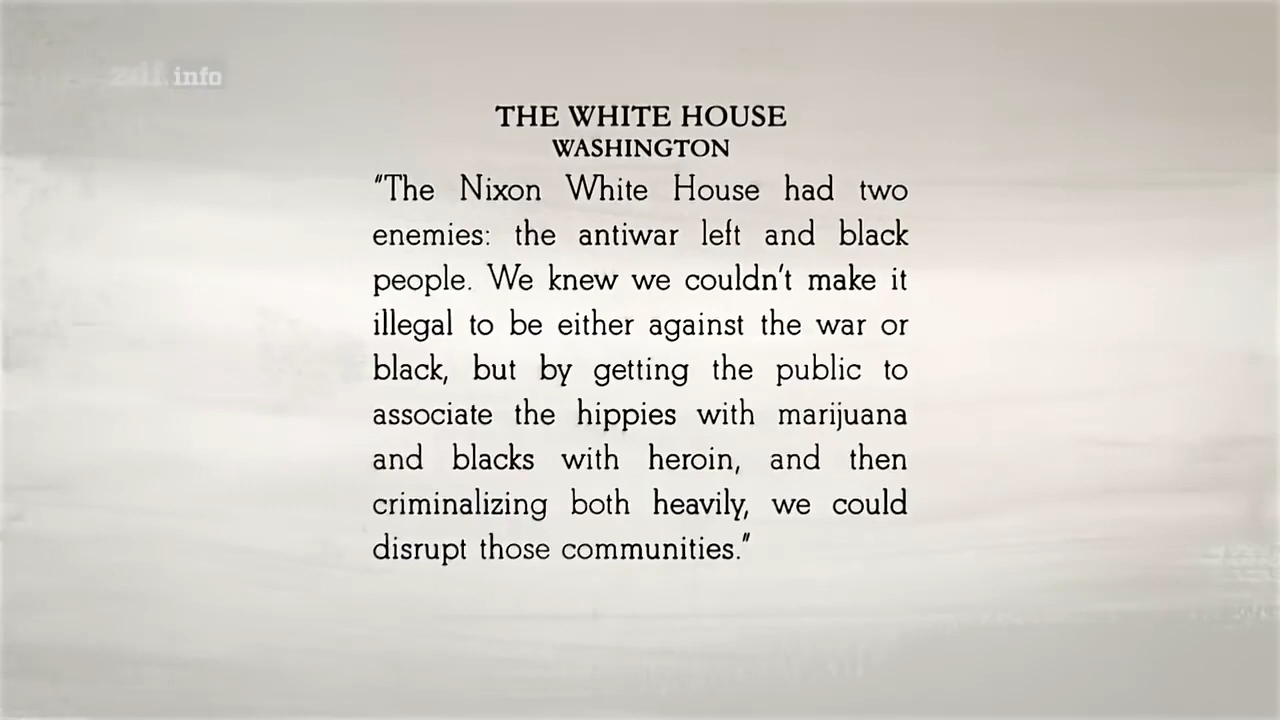 zdf.info
THE WHITE HOUSE
WASHINGTON
"The Nixon White House had two
enemies: the antiwar left and black
people. We knew we couldn't make it
illegal to be either against the war or
black, but by getting the public to
associate the hippies with marijuana
and blacks with heroin, and then
criminalizing both heavily, we could
disrupt those communities."